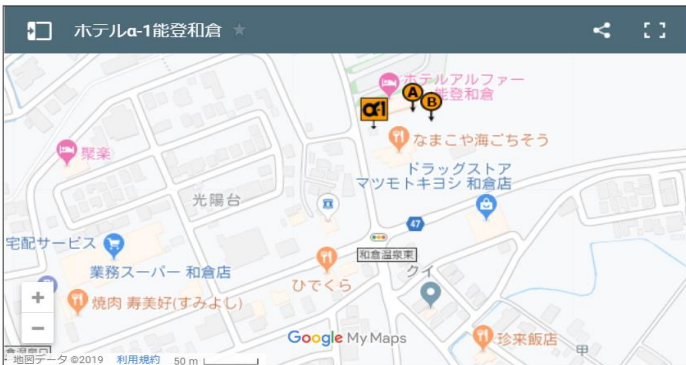 ホテルα-1能登和倉
ホテルアルファー
能登和倉
α-1
A
B
なまこや海ごちそう
聚楽
ドラッグストア
マツモトキヨシ 和倉店
光陽台
47
宅配サービス
和倉温泉東
業務スーパー 和倉店
ひでくら
クイ
焼肉 寿美好(すみよし)
+
−
Google My Maps
珍来飯店
甲
地図データ ©2019 利用規約 50 m